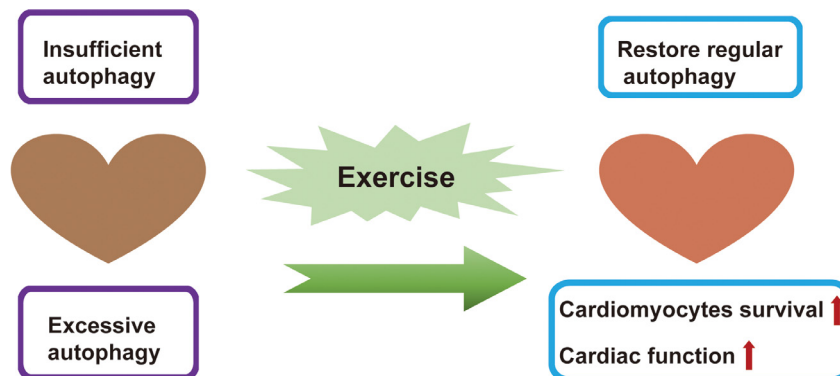 Insufficient
autophagy
Excessive
autophagy
Exercise
Restore regular
autophagy
Cardiomyocytes survival
Cardiac function